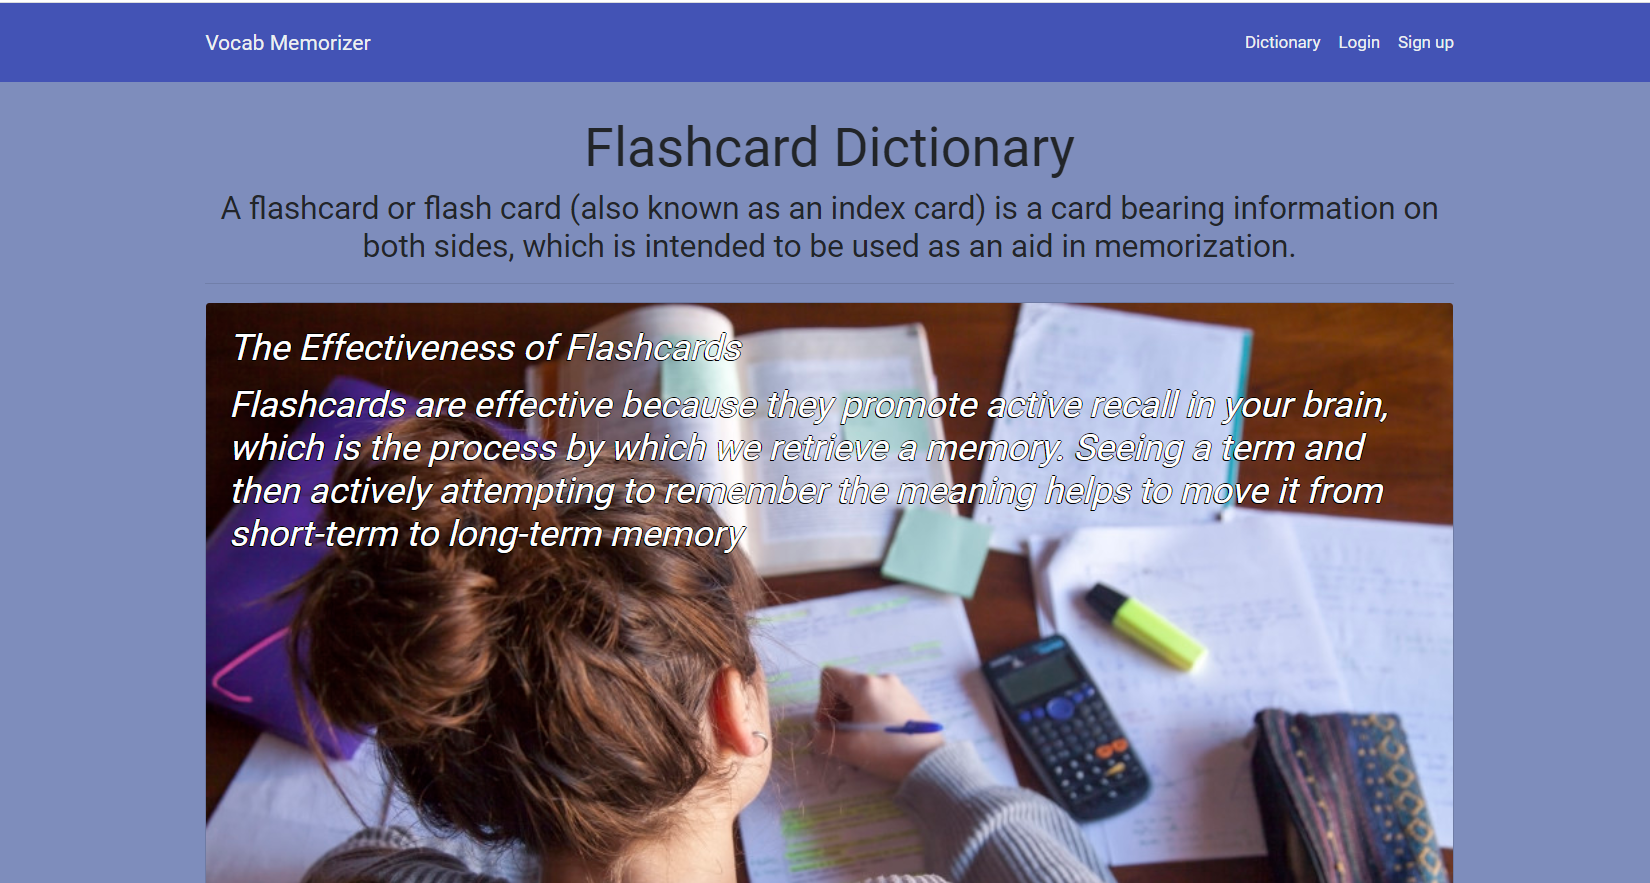 Vocab Memorizer
Dictionary Login Sign up
Flashcard Dictionary
A flashcard or flash card (also known as an index card) is a card bearing information on
both sides, which is intended to be used as an aid in memorization.
The Effectiveness of Flashcards
Flashcards are effective because they promote active recall in your brain,
which is the process by which we retrieve a memory. Seeing a term and
then actively attempting to remember the meaning helps to move it from
short-term to long-term memory